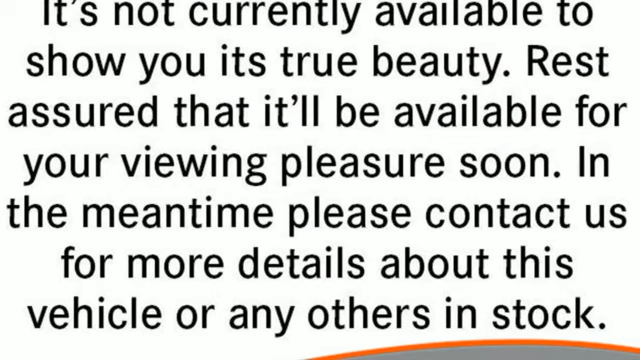 It's not currently available to
show you its true beauty. Rest
assured that it'll be available for
your viewing pleasure soon. In
the meantime please contact us
for more details about this
vehicle or any others in stock.